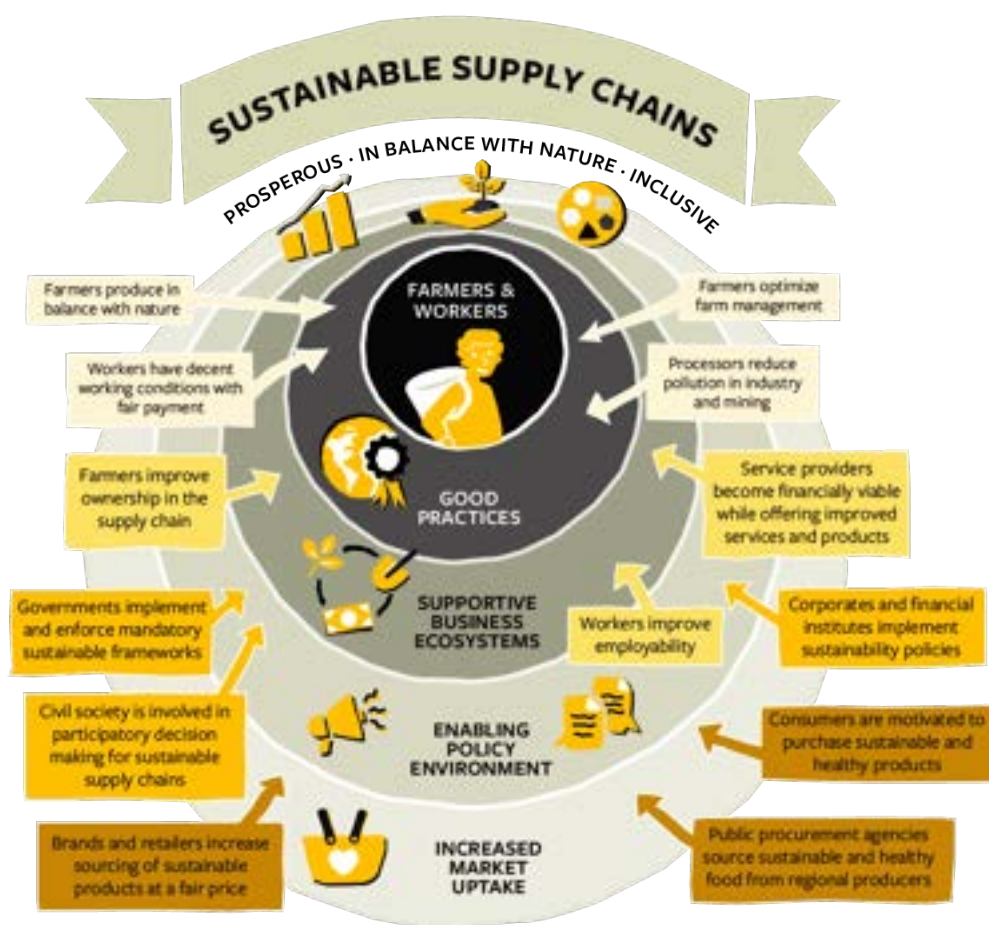 SUSTAINABLE SUPPLY CHAINS
PROSPEROUS · IN BALANCE WITH NATURE · INCLUSIVE
FARMERS &
WORKERS
Farmers produce in
balance with nature
Farmers optimize
farm management
Workers have decent
working conditions with
fair payment
Processors reduce
pollution in industry
and mining
GOOD
PRACTICES
Farmers improve
ownership in the
supply chain
Service providers
become financially viable
while offering improved
services and products
SUPPORTIVE
BUSINESS
ECOSYSTEMS
Workers improve
employability
Governments implement
and enforce mandatory
sustainable frameworks
Corporates and financial
institutes implement
sustainability policies
Civil society is involved in
participatory decision
making for sustainable
supply chains
ENABLING
POLICY
ENVIRONMENT
Consumers are motivated to
purchase sustainable and
healthy products
Brands and retailers increase
sourcing of sustainable
products at a fair price
INCREASED
MARKET
UPTAKE
Public procurement agencies
source sustainable and healthy
food from regional producers